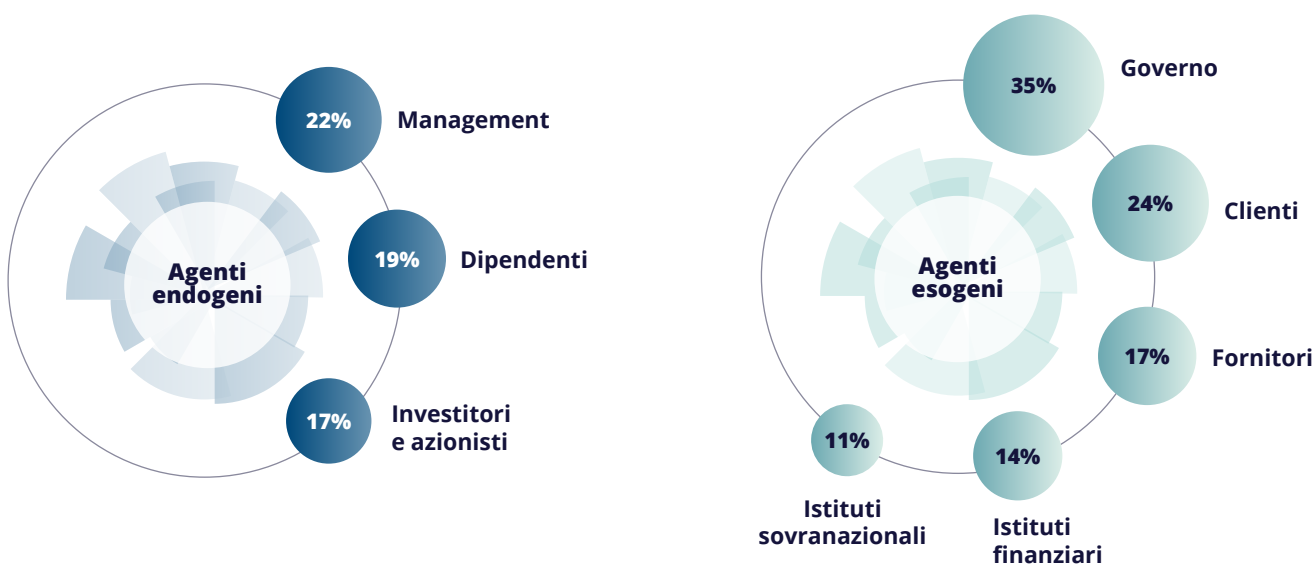 22%
Management
19%
Dipendenti
Agenti
endogeni
17%
Investitori
e azionisti
35%
Governo
24%
Clienti
Agenti
esogeni
17%
Fornitori
14%
Istituti
finanziari
11%
Istituti
sovranazionali